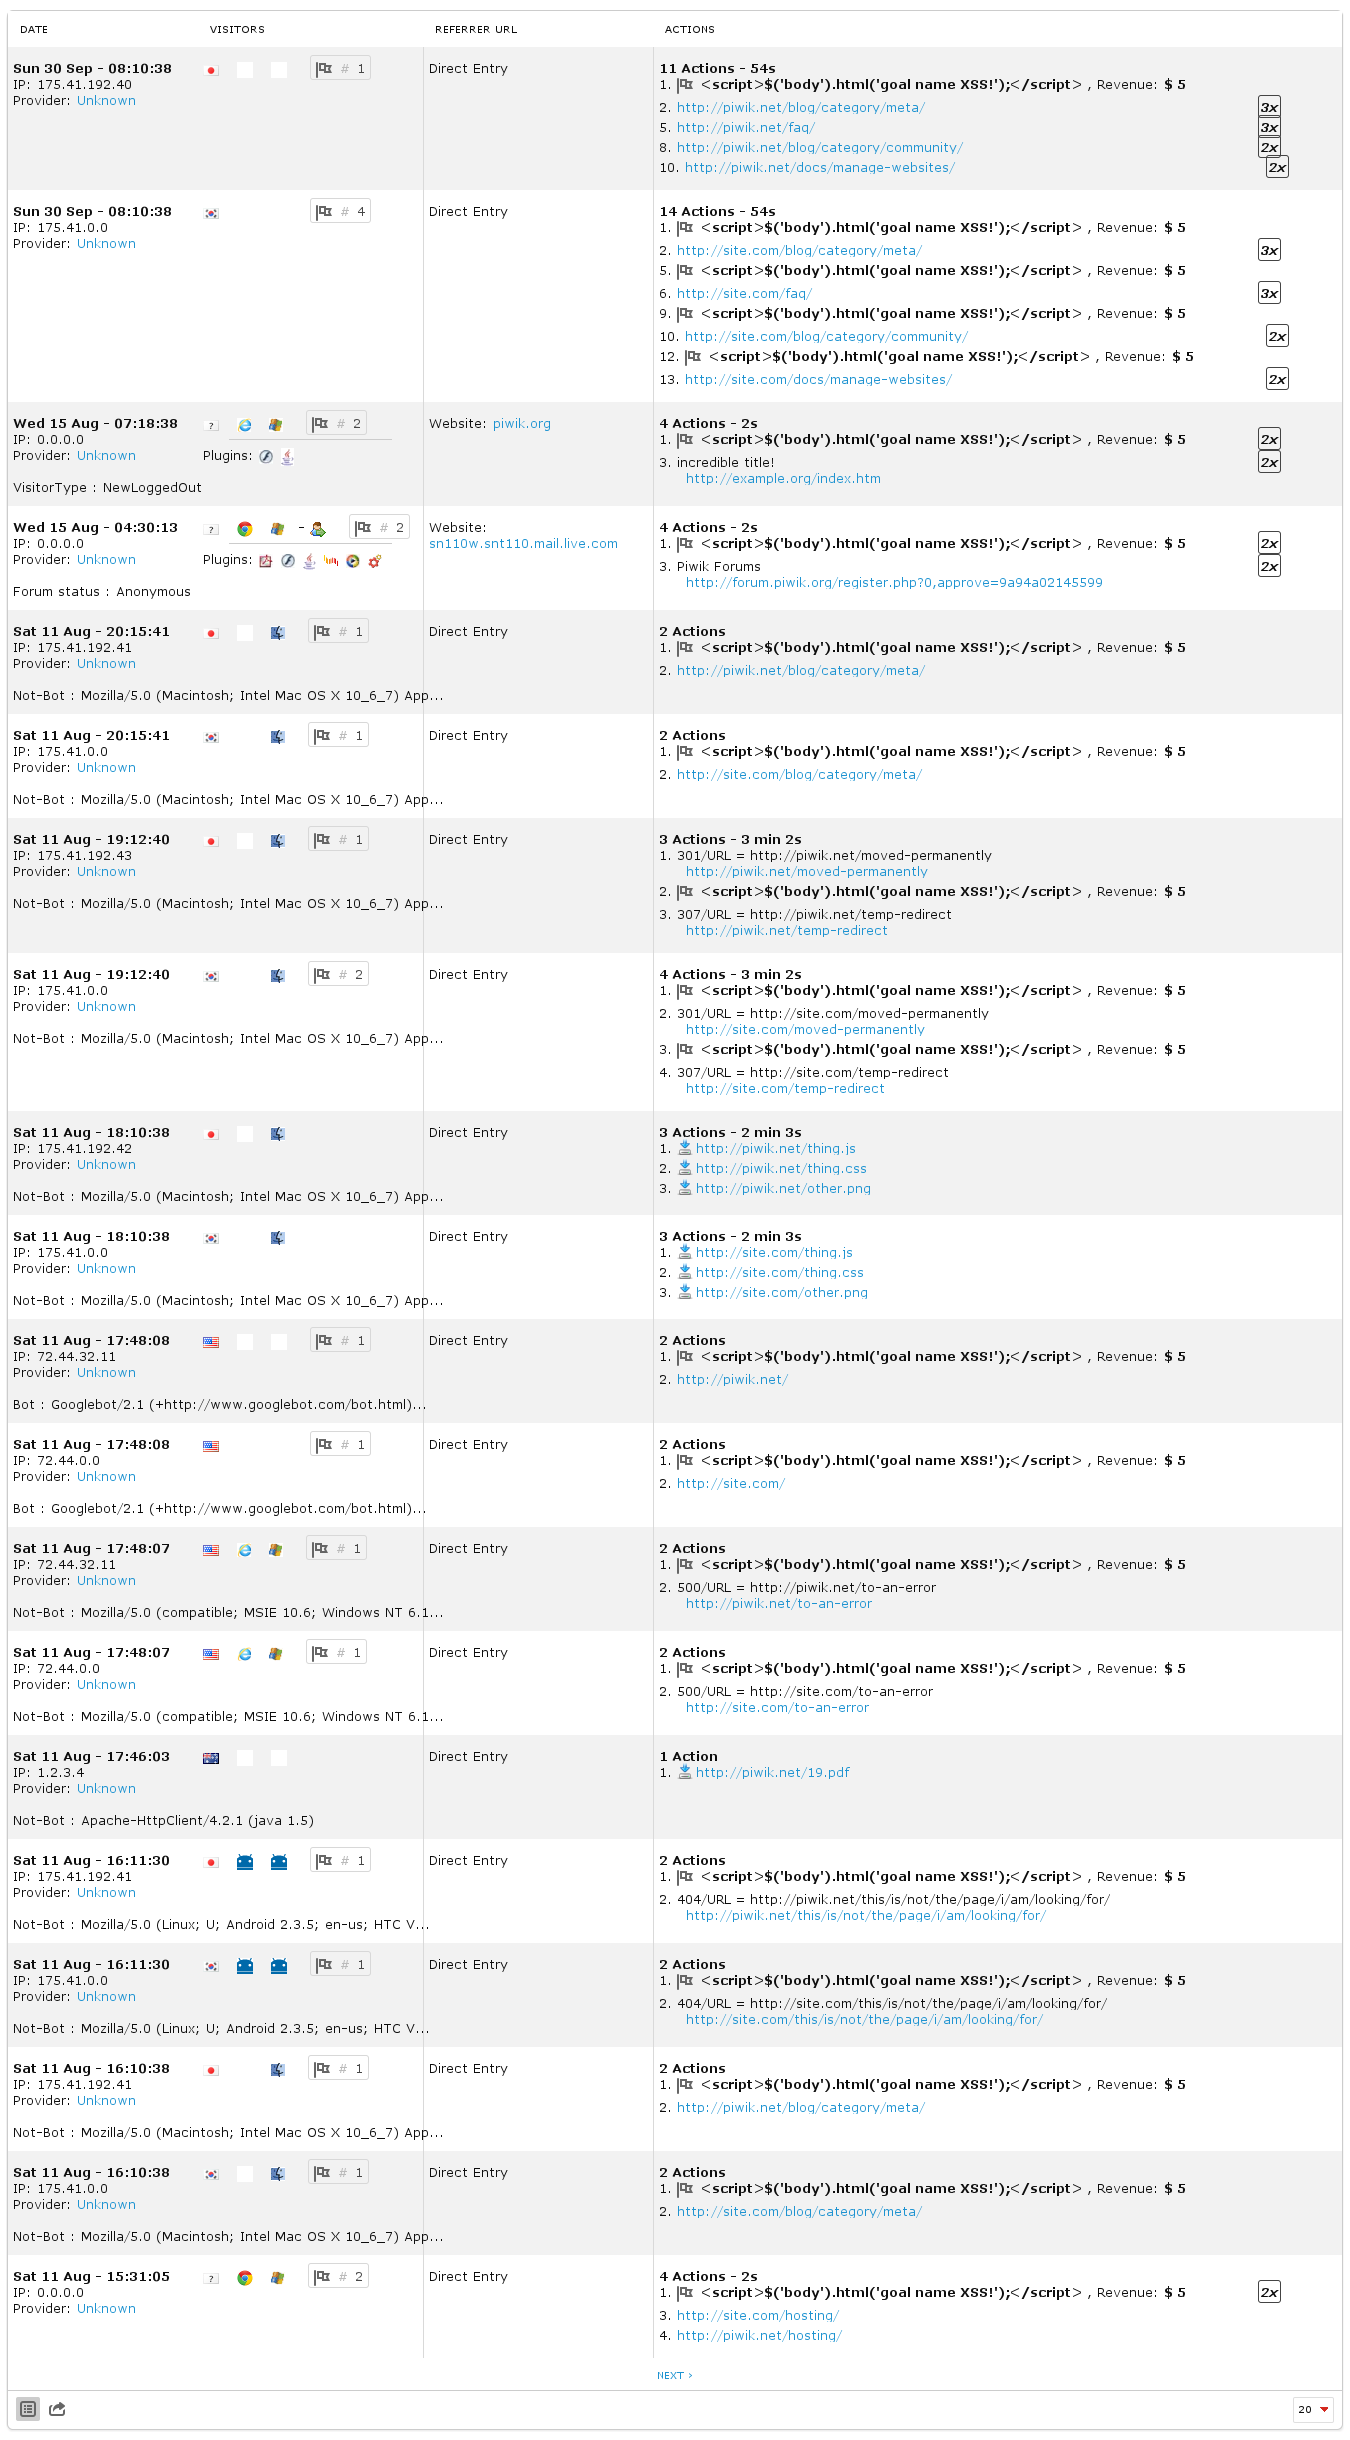 DATE VISITORS REFERRER URL ACTIONS
Sun 30 Sep - 08:10:38 # 1 Direct Entry 11 Actions - 54s
IP: 175.41.192.40 1. <script>$('body').html('goal name XSS!');</script> , Revenue: $ 5
Provider: Unknown
2. http://piwik.net/blog/category/meta/ 3x
5. http://piwik.net/faq/ 3x
8. http://piwik.net/blog/category/community/ 2x
10. http://piwik.net/docs/manage-websites/ 2x
Sun 30 Sep - 08:10:38 # 4 Direct Entry 14 Actions - 54s
IP: 175.41.0.0 1. <script>$('body').html('goal name XSS!');</script> , Revenue: $ 5
Provider: Unknown
2. http://site.com/blog/category/meta/ 3x
5. <script>$('body').html('goal name XSS!');</script> , Revenue: $ 5
6. http://site.com/faq/ 3x
9. <script>$('body').html('goal name XSS!');</script> , Revenue: $ 5
10. http://site.com/blog/category/community/ 2x
12. <script>$('body').html('goal name XSS!');</script> , Revenue: $ 5
13. http://site.com/docs/manage-websites/ 2x
Wed 15 Aug - 07:18:38 # 2 Website: piwik.org 4 Actions - 2s
IP: 0.0.0.0 1. <script>$('body').html('goal name XSS!');</script> , Revenue: $ 5 2x
Provider: Unknown Plugins: 3. incredible title! 2x
http://example.org/index.htm
VisitorType : NewLoggedOut
Wed 15 Aug - 04:30:13 - # 2 Website: 4 Actions - 2s
IP: 0.0.0.0 sn110w.snt110.mail.live.com 1. <script>$('body').html('goal name XSS!');</script> , Revenue: $ 5 2x
Provider: Unknown Plugins: 3. Piwik Forums 2x
http://forum.piwik.org/register.php?0,approve=9a94a02145599
Forum status : Anonymous
Sat 11 Aug - 20:15:41 # 1 Direct Entry 2 Actions
IP: 175.41.192.41 1. <script>$('body').html('goal name XSS!');</script> , Revenue: $ 5
Provider: Unknown 2. http://piwik.net/blog/category/meta/
Not-Bot : Mozilla/5.0 (Macintosh; Intel Mac OS X 10_6_7) App...
Sat 11 Aug - 20:15:41 # 1 Direct Entry 2 Actions
IP: 175.41.0.0 1. <script>$('body').html('goal name XSS!');</script> , Revenue: $ 5
Provider: Unknown 2. http://site.com/blog/category/meta/
Not-Bot : Mozilla/5.0 (Macintosh; Intel Mac OS X 10_6_7) App...
Sat 11 Aug - 19:12:40 # 1 Direct Entry 3 Actions - 3 min 2s
IP: 175.41.192.43 1. 301/URL = http://piwik.net/moved-permanently
Provider: Unknown http://piwik.net/moved-permanently
2. <script>$('body').html('goal name XSS!');</script> , Revenue: $ 5
Not-Bot : Mozilla/5.0 (Macintosh; Intel Mac OS X 10_6_7) App...
3. 307/URL = http://piwik.net/temp-redirect
http://piwik.net/temp-redirect
Sat 11 Aug - 19:12:40 # 2 Direct Entry 4 Actions - 3 min 2s
IP: 175.41.0.0 1. <script>$('body').html('goal name XSS!');</script> , Revenue: $ 5
Provider: Unknown 2. 301/URL = http://site.com/moved-permanently
http://site.com/moved-permanently
Not-Bot : Mozilla/5.0 (Macintosh; Intel Mac OS X 10_6_7) App...
3. <script>$('body').html('goal name XSS!');</script> , Revenue: $ 5
4. 307/URL = http://site.com/temp-redirect
http://site.com/temp-redirect
Sat 11 Aug - 18:10:38 Direct Entry 3 Actions - 2 min 3s
IP: 175.41.192.42 1. http://piwik.net/thing.js
Provider: Unknown 2. http://piwik.net/thing.css
3. http://piwik.net/other.png
Not-Bot : Mozilla/5.0 (Macintosh; Intel Mac OS X 10_6_7) App...
Sat 11 Aug - 18:10:38 Direct Entry 3 Actions - 2 min 3s
IP: 175.41.0.0 1. http://site.com/thing.js
Provider: Unknown 2. http://site.com/thing.css
3. http://site.com/other.png
Not-Bot : Mozilla/5.0 (Macintosh; Intel Mac OS X 10_6_7) App...
Sat 11 Aug - 17:48:08 # 1 Direct Entry 2 Actions
IP: 72.44.32.11 1. <script>$('body').html('goal name XSS!');</script> , Revenue: $ 5
Provider: Unknown 2. http://piwik.net/
Bot : Googlebot/2.1 (+http://www.googlebot.com/bot.html)...
Sat 11 Aug - 17:48:08 # 1 Direct Entry 2 Actions
IP: 72.44.0.0 1. <script>$('body').html('goal name XSS!');</script> , Revenue: $ 5
Provider: Unknown 2. http://site.com/
Bot : Googlebot/2.1 (+http://www.googlebot.com/bot.html)...
Sat 11 Aug - 17:48:07 # 1 Direct Entry 2 Actions
IP: 72.44.32.11 1. <script>$('body').html('goal name XSS!');</script> , Revenue: $ 5
Provider: Unknown 2. 500/URL = http://piwik.net/to-an-error
http://piwik.net/to-an-error
Not-Bot : Mozilla/5.0 (compatible; MSIE 10.6; Windows NT 6.1...
Sat 11 Aug - 17:48:07 # 1 Direct Entry 2 Actions
IP: 72.44.0.0 1. <script>$('body').html('goal name XSS!');</script> , Revenue: $ 5
Provider: Unknown 2. 500/URL = http://site.com/to-an-error
http://site.com/to-an-error
Not-Bot : Mozilla/5.0 (compatible; MSIE 10.6; Windows NT 6.1...
Sat 11 Aug - 17:46:03 Direct Entry 1 Action
IP: 1.2.3.4 1. http://piwik.net/19.pdf
Provider: Unknown
Not-Bot : Apache-HttpClient/4.2.1 (java 1.5)
Sat 11 Aug - 16:11:30 # 1 Direct Entry 2 Actions
IP: 175.41.192.41 1. <script>$('body').html('goal name XSS!');</script> , Revenue: $ 5
Provider: Unknown 2. 404/URL = http://piwik.net/this/is/not/the/page/i/am/looking/for/
http://piwik.net/this/is/not/the/page/i/am/looking/for/
Not-Bot : Mozilla/5.0 (Linux; U; Android 2.3.5; en-us; HTC V...
Sat 11 Aug - 16:11:30 # 1 Direct Entry 2 Actions
IP: 175.41.0.0 1. <script>$('body').html('goal name XSS!');</script> , Revenue: $ 5
Provider: Unknown 2. 404/URL = http://site.com/this/is/not/the/page/i/am/looking/for/
http://site.com/this/is/not/the/page/i/am/looking/for/
Not-Bot : Mozilla/5.0 (Linux; U; Android 2.3.5; en-us; HTC V...
Sat 11 Aug - 16:10:38 # 1 Direct Entry 2 Actions
IP: 175.41.192.41 1. <script>$('body').html('goal name XSS!');</script> , Revenue: $ 5
Provider: Unknown 2. http://piwik.net/blog/category/meta/
Not-Bot : Mozilla/5.0 (Macintosh; Intel Mac OS X 10_6_7) App...
Sat 11 Aug - 16:10:38 # 1 Direct Entry 2 Actions
IP: 175.41.0.0 1. <script>$('body').html('goal name XSS!');</script> , Revenue: $ 5
Provider: Unknown 2. http://site.com/blog/category/meta/
Not-Bot : Mozilla/5.0 (Macintosh; Intel Mac OS X 10_6_7) App...
Sat 11 Aug - 15:31:05 # 2 Direct Entry 4 Actions - 2s
IP: 0.0.0.0 1. <script>$('body').html('goal name XSS!');</script> , Revenue: $ 5 2x
Provider: Unknown 3. http://site.com/hosting/
4. http://piwik.net/hosting/
NEXT ›
20